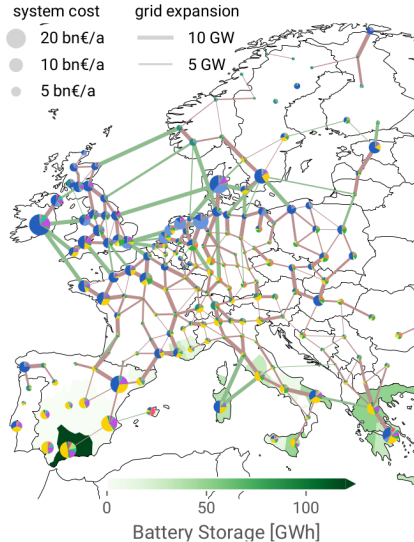 system cost
grid expansion
20 bn€/a
10 GW
10 bn€/a
5 GW
5 bn€/a
0
50
100
Battery Storage [GWh]